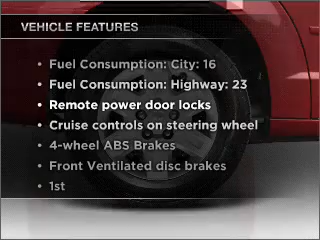 VEHICLE FEATURES
• Fuel Consumption: City: 16
• Fuel Consumption: Highway: 23
• Remote power door locks
• Cruise controls on steering wheel
• 4-wheel ABS Brakes
• Front Ventilated disc brakes
• 1st